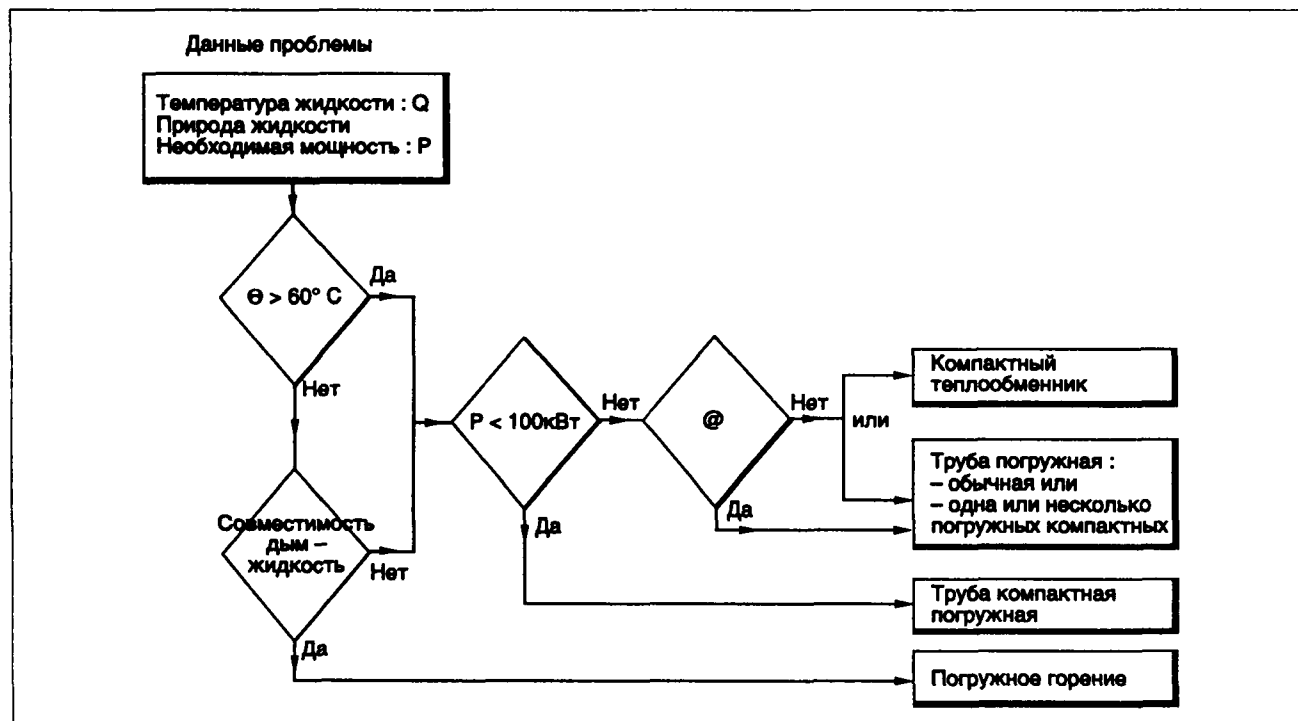 Данные проблемы
Температура жидкости : Q
Природа жидкости
Необходимая мощность : P
Ө > 60° C
Да
Нет
Совместимость
дым –
жидкость
Нет
Да
P < 100кВт
Нет
Да
@
Нет
Да
или
Компактный
теплообменник
Труба погружная :
– обычная или
– одна или несколько
погружных компактных
Труба компактная
погружная
Погружное горение